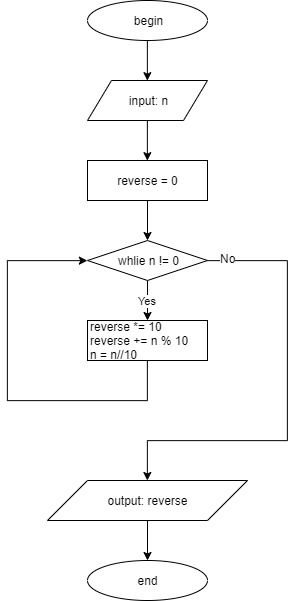 begin
input: n
reverse = 0
whlie n != 0
No
Yes
reverse *= 10
reverse += n % 10
n = n//10
output: reverse
end